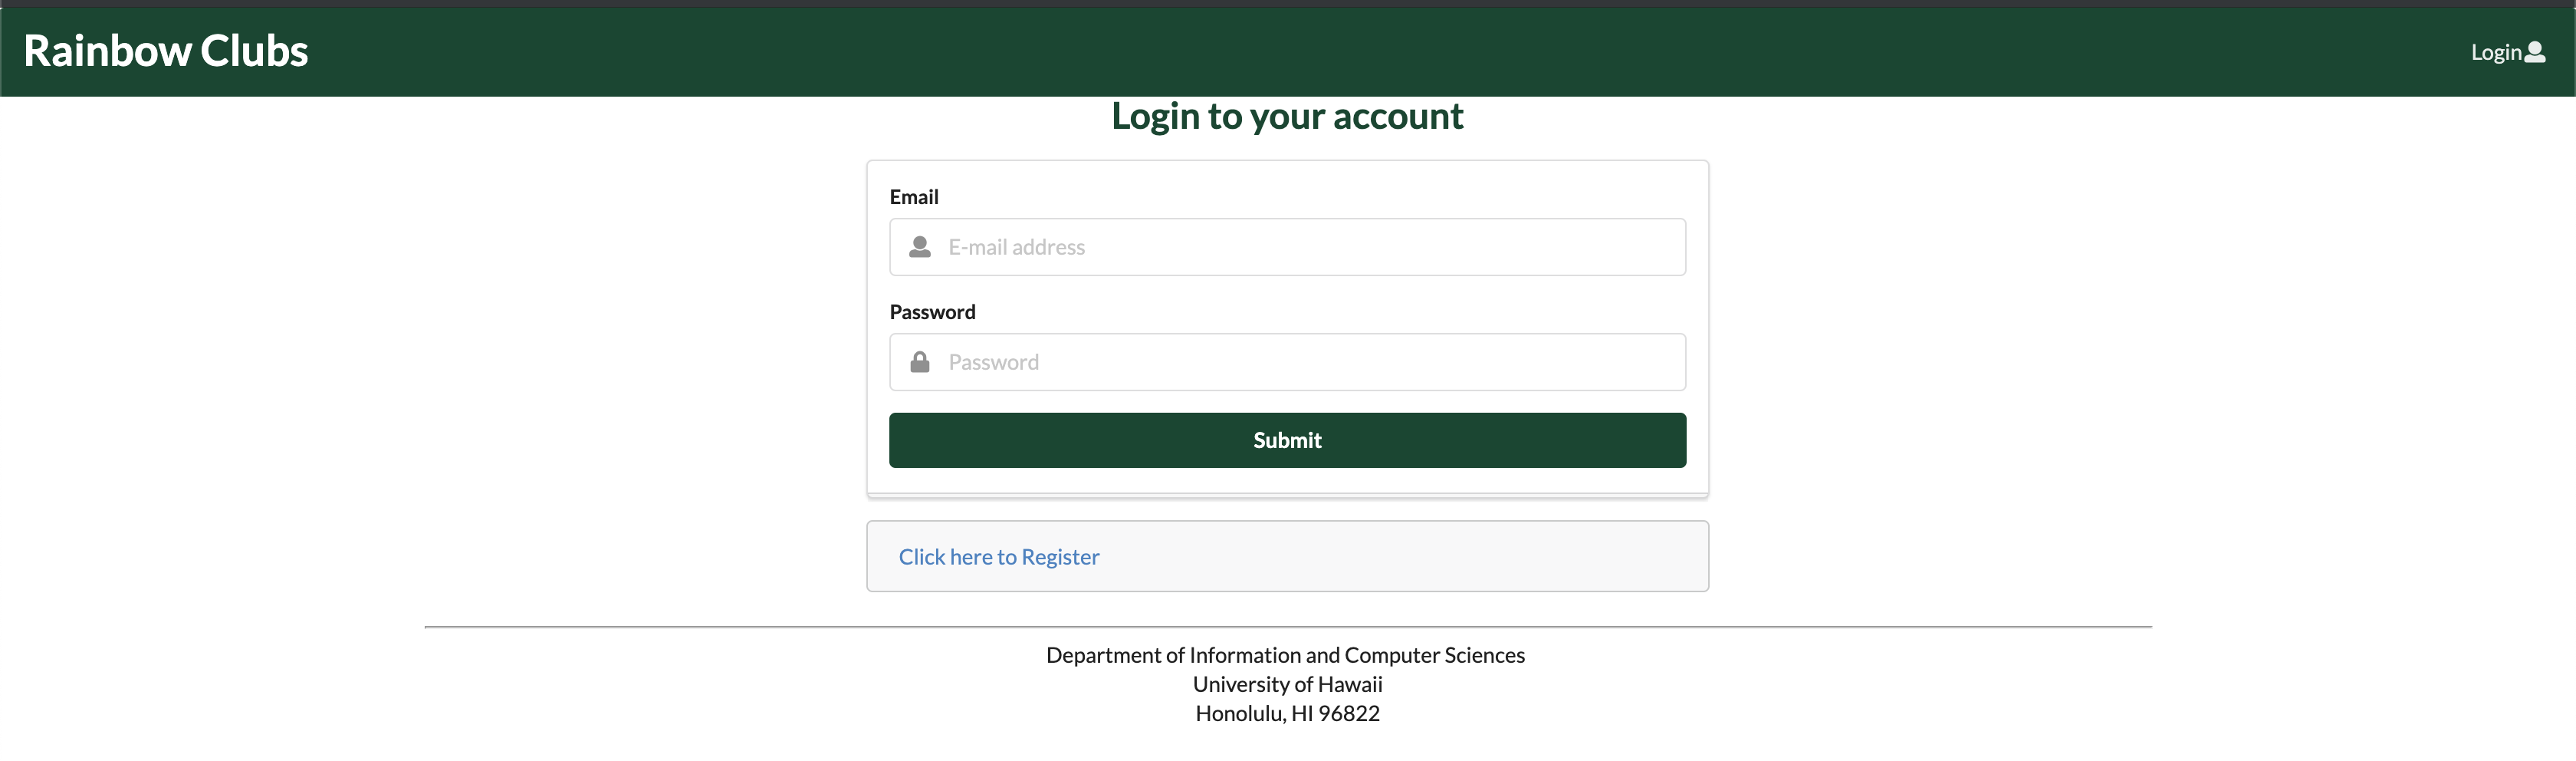 Rainbow Clubs
Login
Login to your account
Email
E-mail address
Password
Password
Submit
Click here to Register
Department of Information and Computer Sciences
University of Hawaii
Honolulu, HI 96822